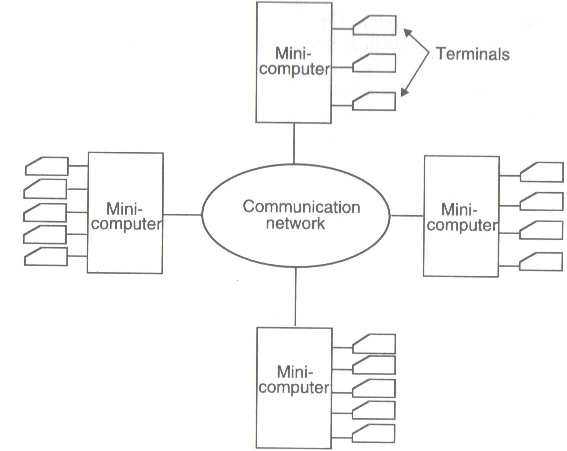 Mini-
computer
Terminals
Mini-
computer
Communication
network
Mini-
computer
Mini-
computer